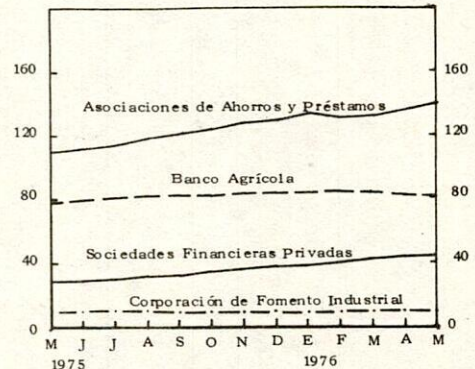 160
160
Asociaciones de Ahorros y Préstamos
120
120
Banco Agrícola
80
80
Sociedades Financieras Privadas
40
40
Corporación de Fomento Industrial
0
0
M J J A S O N D E F M A M
1975 1976